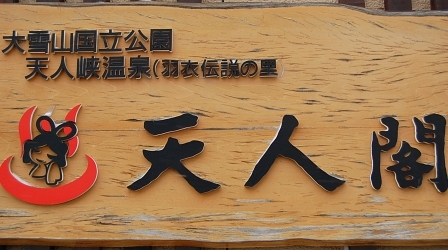 大雪山国立公園
天人峡温泉(羽衣伝説の里
天人閣